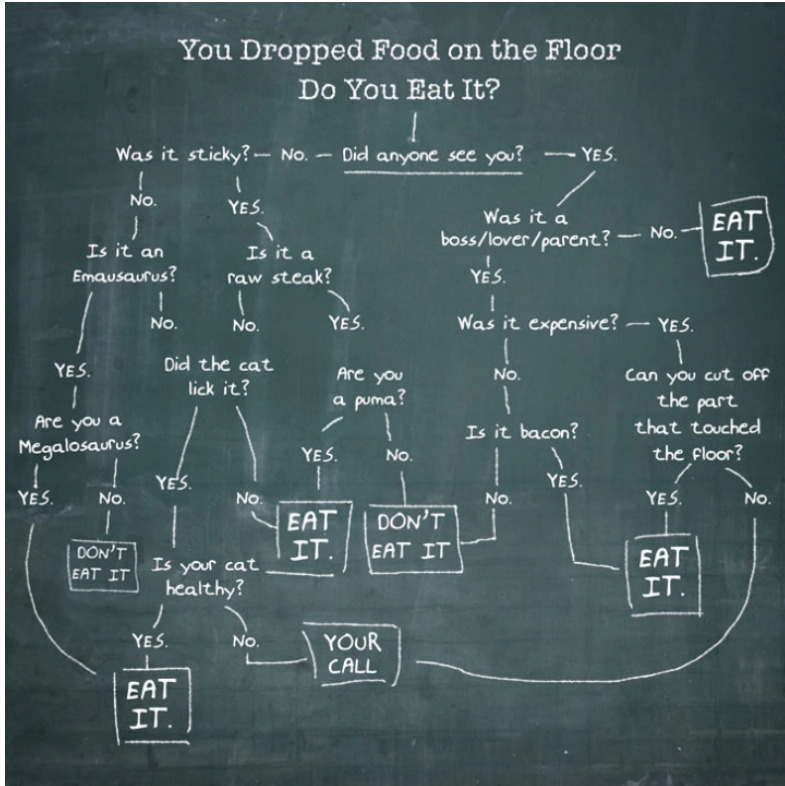 You Dropped Food on the Floor
Do You Eat It?
Was it sticky? — No. — Did anyone see you? — YES.
No.
YES.
Was it a
boss/lover/parent? — No.
EAT
IT.
Is it an
Emausaurus?
Is it a
raw steak?
YES.
No.
No.
YES.
Was it expensive? — YES.
YES.
Did the cat
lick it?
Are you
a puma?
No.
Can you cut off
the part
that touched
the floor?
Are you a
Megalosaurus?
YES.
No.
Is it bacon?
YES.
No.
YES.
No.
No.
YES.
YES.
No.
DON'T
EAT IT
EAT
IT.
DON'T
EAT IT
EAT
IT.
Is your cat
healthy?
YES.
No.
YOUR
CALL
EAT
IT.